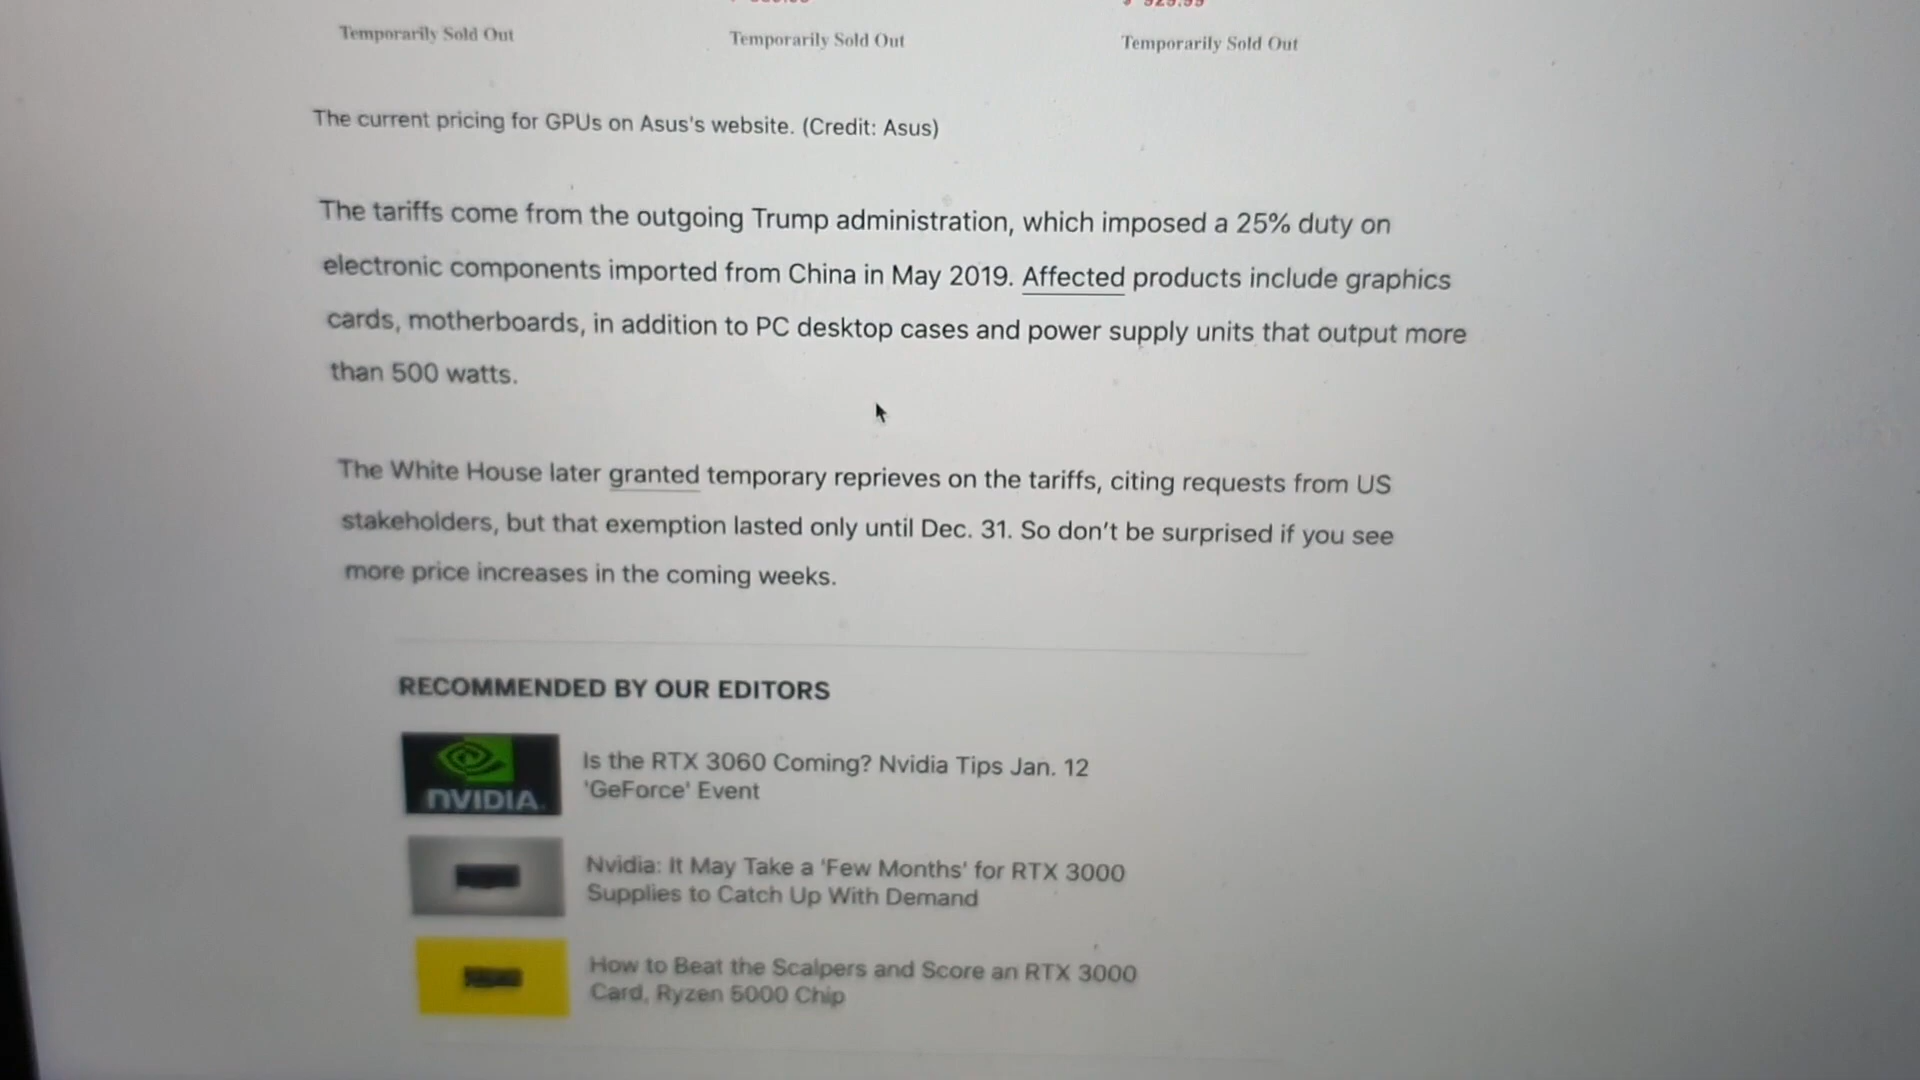 Temporarily Sold Out Temporarily Sold Out Temporarily Sold Out
The current pricing for GPUs on Asus's website. (Credit: Asus)
The tariffs come from the outgoing Trump administration, which imposed a 25% duty on
electronic components imported from China in May 2019. Affected products include graphics
cards, motherboards, in addition to PC desktop cases and power supply units that output more
than 500 watts.
The White House later granted temporary reprieves on the tariffs, citing requests from US
stakeholders, but that exemption lasted only until Dec. 31. So don’t be surprised if you see
more price increases in the coming weeks.
RECOMMENDED BY OUR EDITORS
NVIDIA
Is the RTX 3060 Coming? Nvidia Tips Jan. 12
'GeForce' Event
Nvidia: It May Take a 'Few Months' for RTX 3000
Supplies to Catch Up With Demand
How to Beat the Scalpers and Score an RTX 3000
Card, Ryzen 5000 Chip